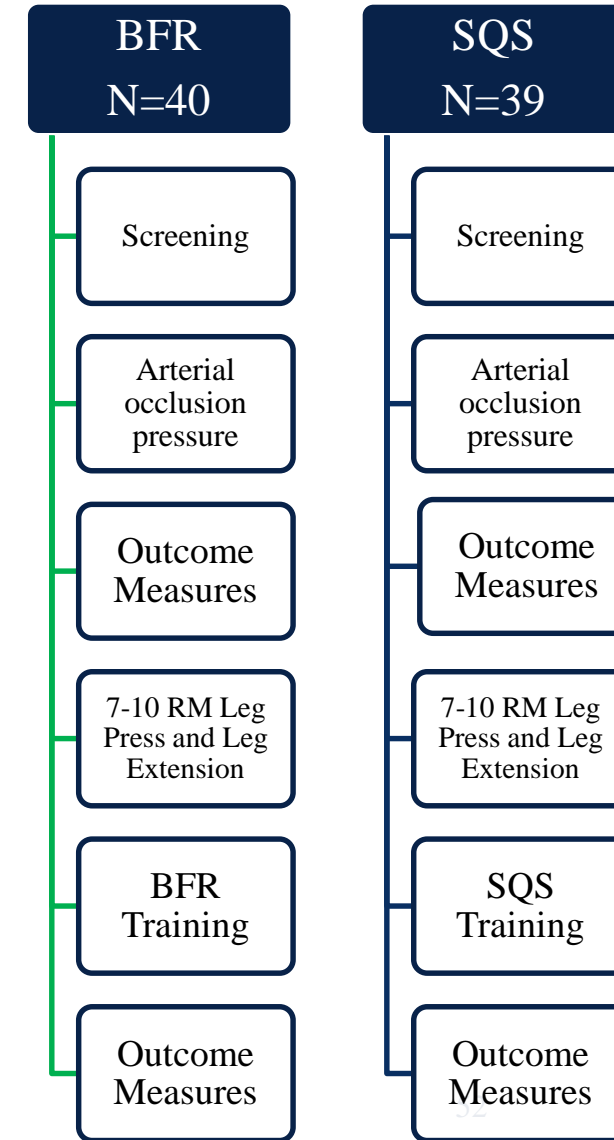 BFR
N=40
Screening
Arterial
occlusion
pressure
Outcome
Measures
7-10 RM Leg
Press and Leg
Extension
BFR
Training
Outcome
Measures
SQS
N=39
Screening
Arterial
occlusion
pressure
Outcome
Measures
7-10 RM Leg
Press and Leg
Extension
SQS
Training
Outcome
Measures
52